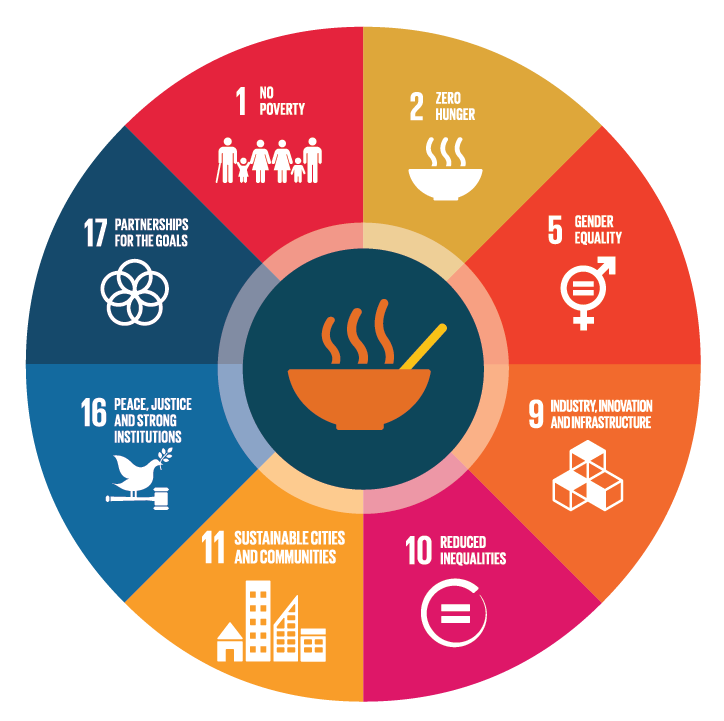 1 NO
POVERTY
2 ZERO
HUNGER
5 GENDER
EQUALITY
9 INDUSTRY, INNOVATION
AND INFRASTRUCTURE
10 REDUCED
INEQUALITIES
11 SUSTAINABLE CITIES
AND COMMUNITIES
16 PEACE, JUSTICE
AND STRONG
INSTITUTIONS
17 PARTNERSHIPS
FOR THE GOALS